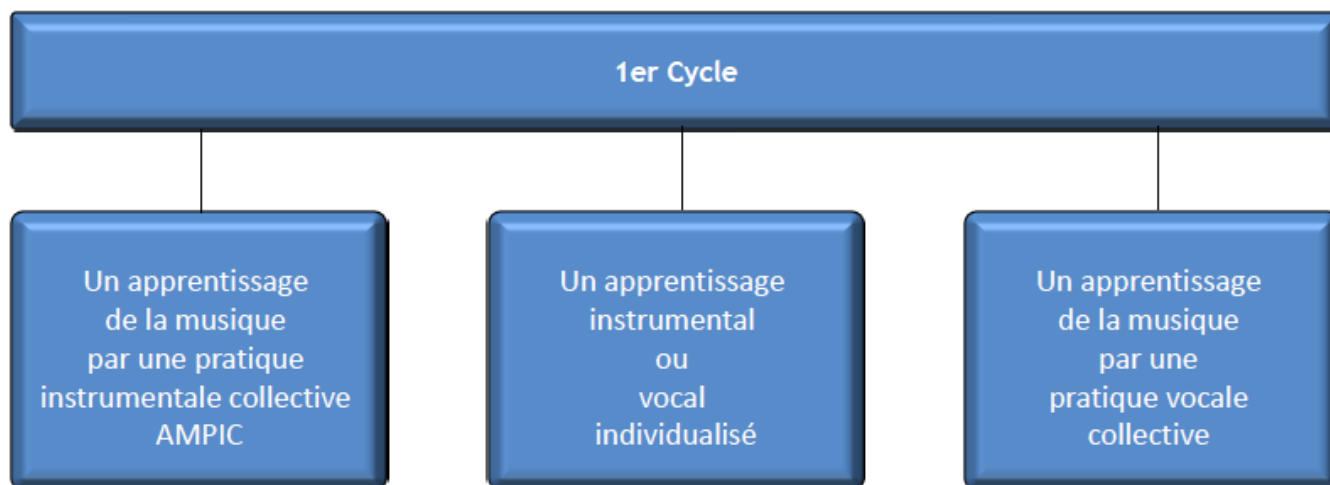 1er Cycle
Un apprentissage
de la musique
par une pratique
instrumentale collective
AMPIC
Un apprentissage
instrumental
ou
vocal
individualisé
Un apprentissage
de la musique
par une
pratique vocale
collective